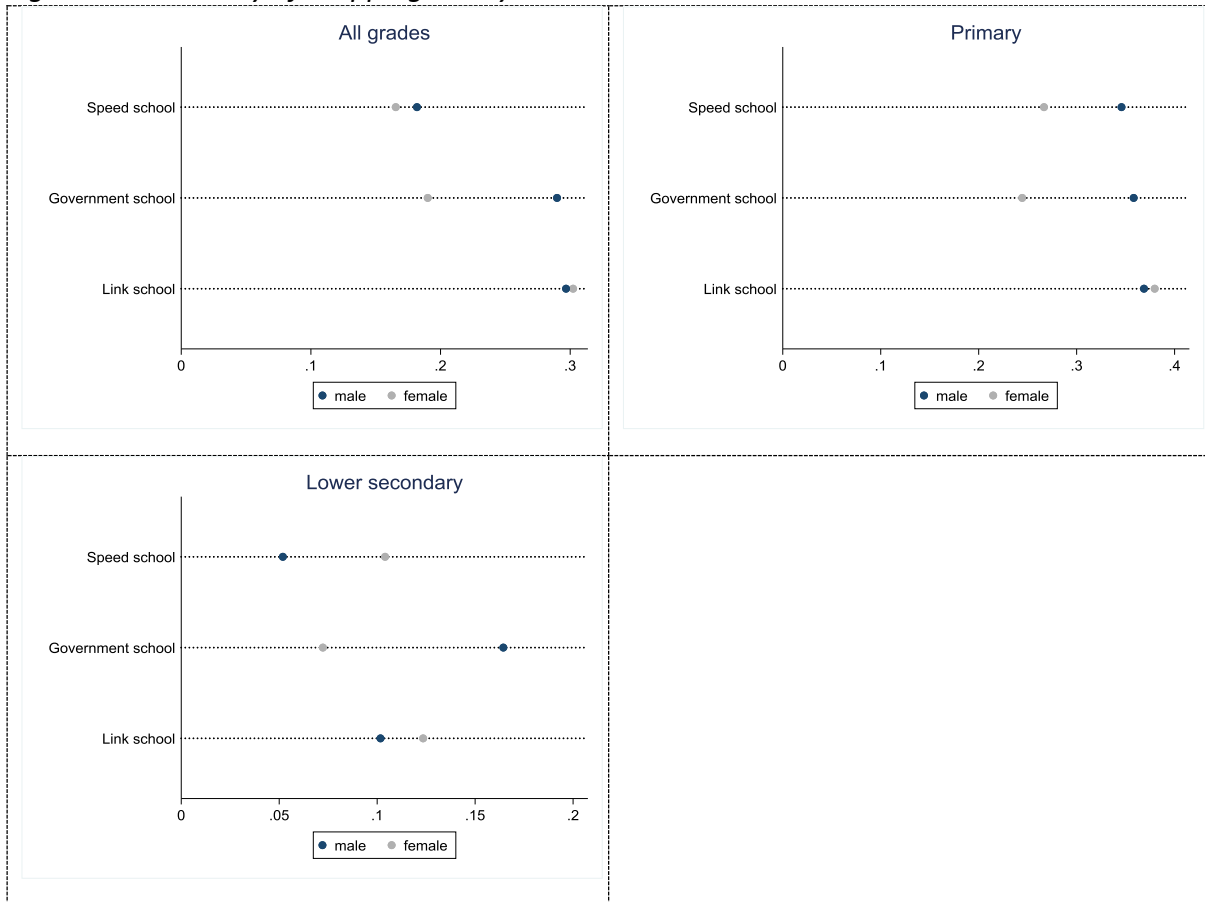 All grades
Speed school
Government school
Link school
0 .1 .2 .3
male female
Primary
Speed school
Government school
Link school
0 .1 .2 .3 .4
male female
Lower secondary
Speed school
Government school
Link school
0 .05 .1 .15 .2
male female